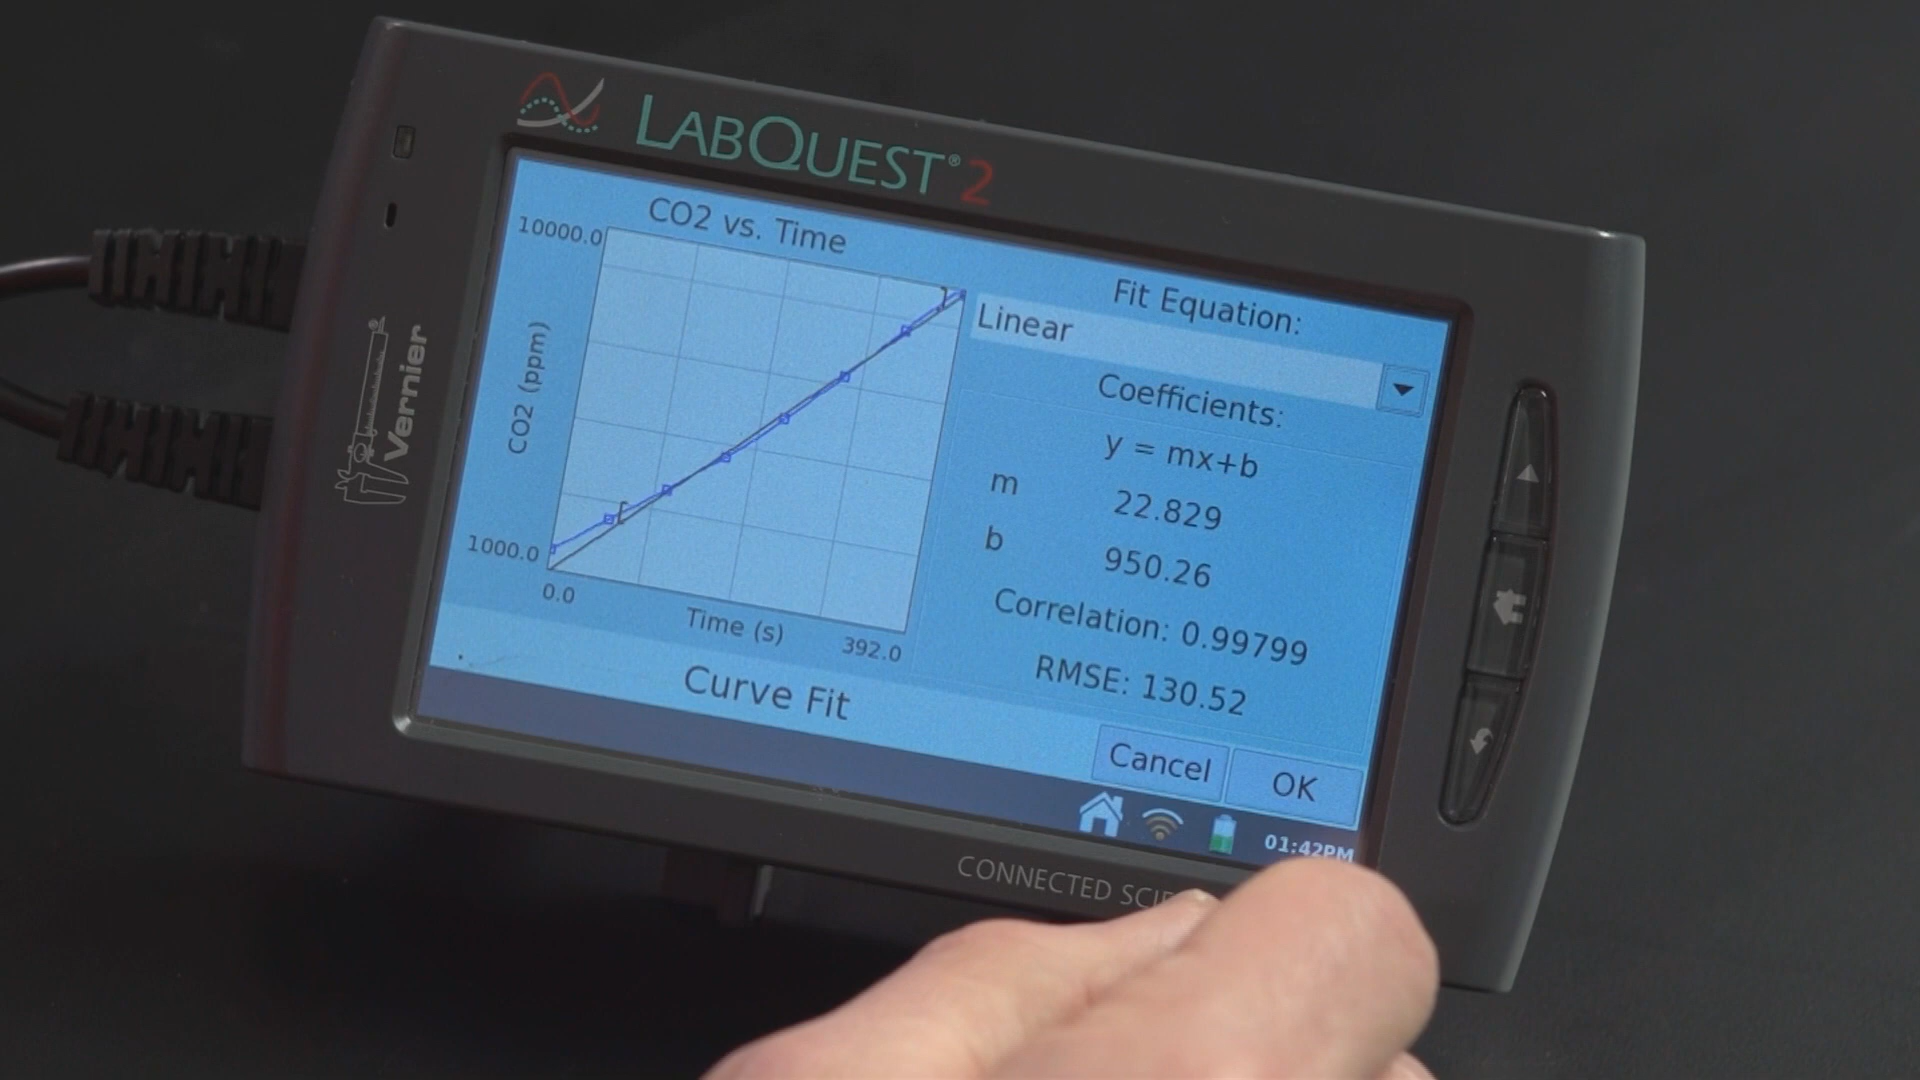 LABQUEST® 2
Vernier®
CO2 vs. Time
10000.0
CO2 (ppm)
1000.0
0.0
Time (s)
392.0
Fit Equation:
Linear
Coefficients:
y = mx+b
m 22.829
b 950.26
Correlation: 0.99799
RMSE: 130.52
Curve Fit
Cancel
OK
01:42PM
CONNECTED